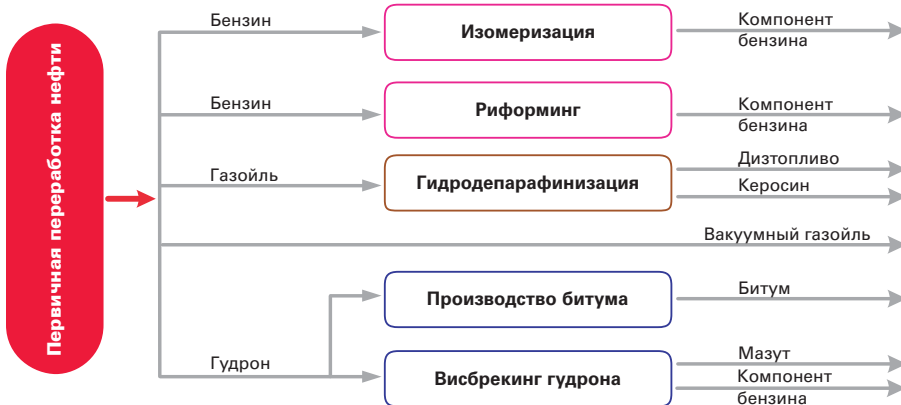 Первичная переработка нефти
Бензин
Изомеризация
Компонент
бензина
Бензин
Риформинг
Компонент
бензина
Газойль
Гидродепарафинизация
Дизтопливо
Керосин
Вакуумный газойль
Производство битума
Битум
Гудрон
Висбрекинг гудрона
Мазут
Компонент
бензина